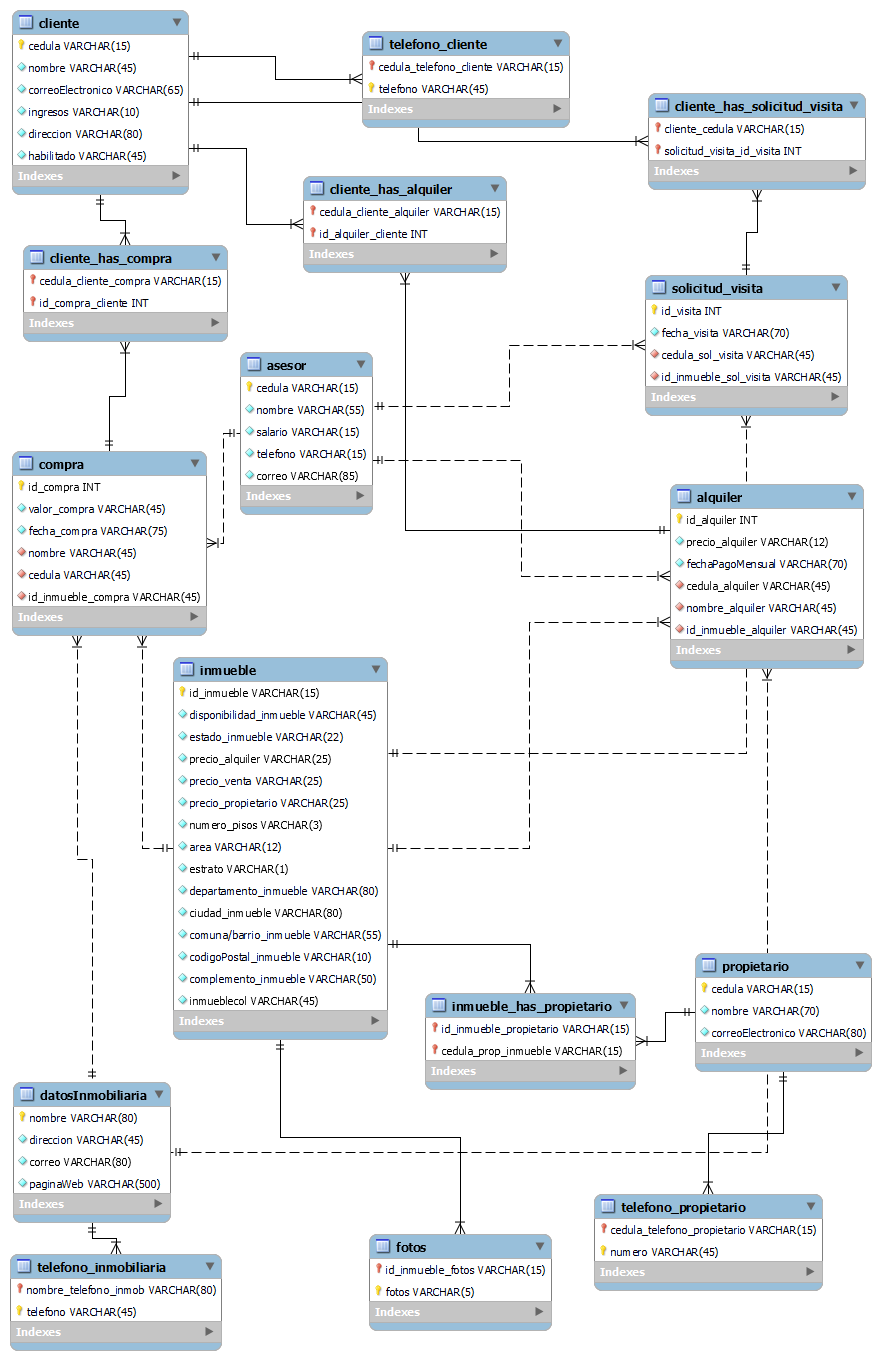 cliente
cedula VARCHAR(15)
nombre VARCHAR(45)
correoElectronico VARCHAR(65)
ingresos VARCHAR(10)
direccion VARCHAR(80)
habilitado VARCHAR(45)
Indexes
telefono_cliente
cedula_telefono_cliente VARCHAR(15)
telefono VARCHAR(45)
Indexes
cliente_has_solicitud_visita
cliente_cedula VARCHAR(15)
solicitud_visita_id_visita INT
Indexes
cliente_has_alquiler
cedula_cliente_alquiler VARCHAR(15)
id_alquiler_cliente INT
Indexes
cliente_has_compra
cedula_cliente_compra VARCHAR(15)
id_compra_cliente INT
Indexes
solicitud_visita
id_visita INT
fecha_visita VARCHAR(70)
cedula_sol_visita VARCHAR(45)
id_inmueble_sol_visita VARCHAR(45)
Indexes
asesor
cedula VARCHAR(15)
nombre VARCHAR(55)
salario VARCHAR(15)
telefono VARCHAR(15)
correo VARCHAR(85)
Indexes
compra
id_compra INT
valor_compra VARCHAR(45)
fecha_compra VARCHAR(75)
nombre VARCHAR(45)
cedula VARCHAR(45)
id_inmueble_compra VARCHAR(45)
Indexes
alquiler
id_alquiler INT
precio_alquiler VARCHAR(12)
fechaPagoMensual VARCHAR(70)
cedula_alquiler VARCHAR(45)
nombre_alquiler VARCHAR(45)
id_inmueble_alquiler VARCHAR(45)
Indexes
inmueble
id_inmueble VARCHAR(15)
disponibilidad_inmueble VARCHAR(45)
estado_inmueble VARCHAR(22)
precio_alquiler VARCHAR(25)
precio_venta VARCHAR(25)
precio_propietario VARCHAR(25)
numero_pisos VARCHAR(3)
area VARCHAR(12)
estrato VARCHAR(1)
departamento_inmueble VARCHAR(80)
ciudad_inmueble VARCHAR(80)
comuna/barrio_inmueble VARCHAR(55)
codigoPostal_inmueble VARCHAR(10)
complemento_inmueble VARCHAR(50)
inmueblecol VARCHAR(45)
Indexes
propietario
cedula VARCHAR(15)
nombre VARCHAR(70)
correoElectronico VARCHAR(80)
Indexes
inmueble_has_propietario
id_inmueble_propietario VARCHAR(15)
cedula_prop_inmueble VARCHAR(15)
Indexes
datosInmobiliaria
nombre VARCHAR(80)
direccion VARCHAR(45)
correo VARCHAR(80)
paginaWeb VARCHAR(500)
Indexes
telefono_propietario
cedula_telefono_propietario VARCHAR(15)
numero VARCHAR(45)
Indexes
fotos
id_inmueble_fotos VARCHAR(15)
fotos VARCHAR(5)
Indexes
telefono_inmobiliaria
nombre_telefono_inmob VARCHAR(80)
telefono VARCHAR(45)
Indexes